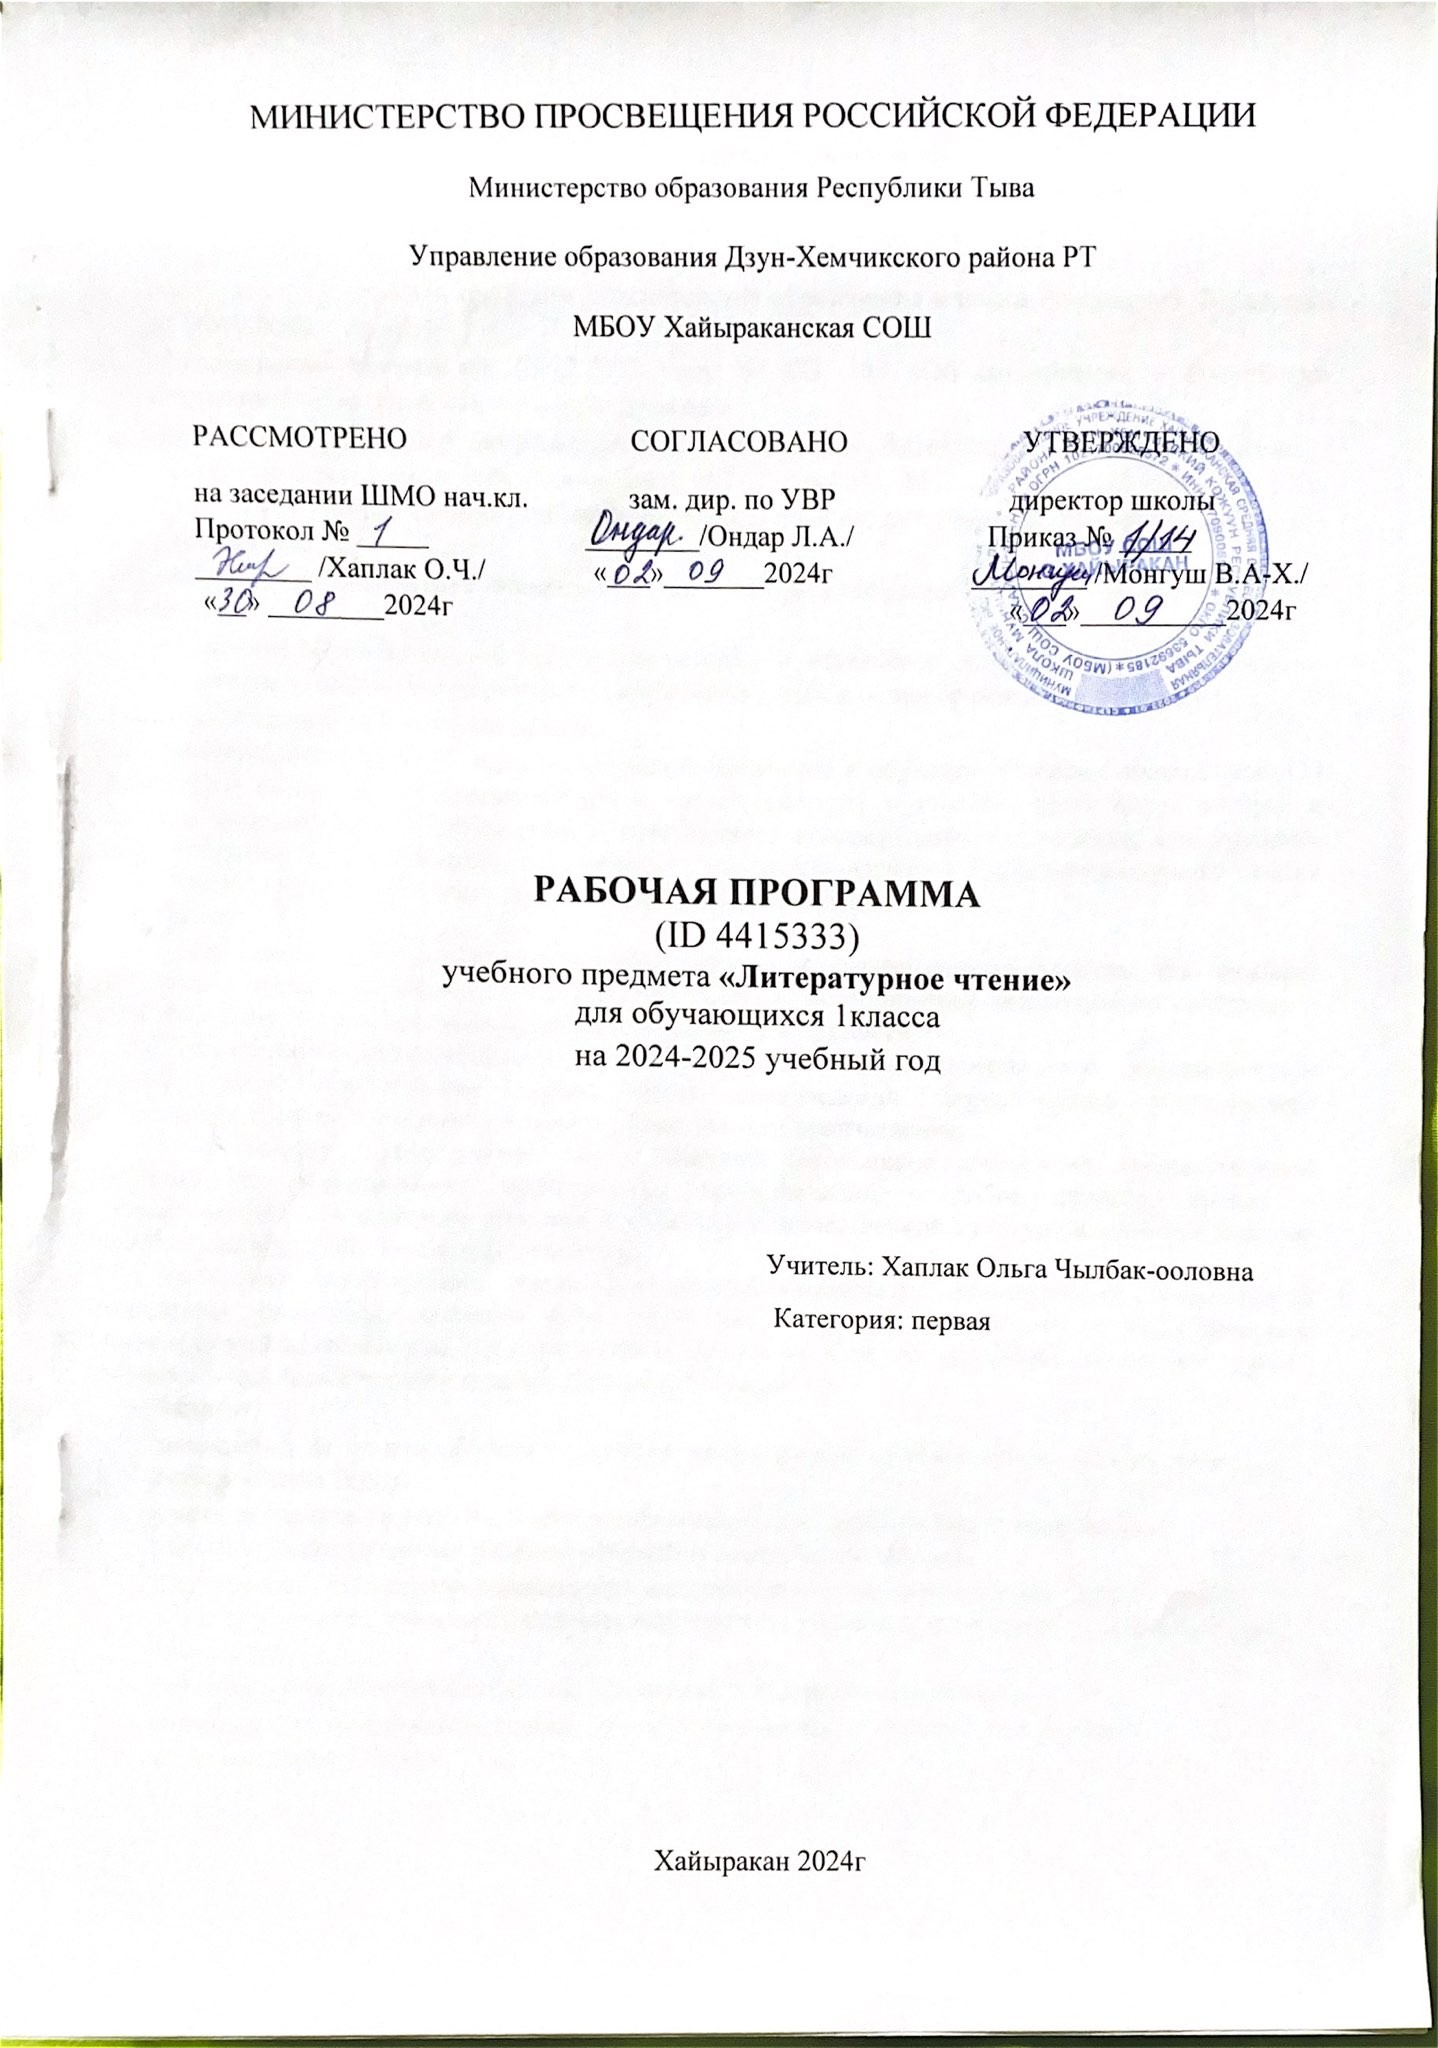 МИНИСТЕРСТВО ПРОСВЕЩЕНИЯ РОССИЙСКОЙ ФЕДЕРАЦИИ
Министерство образования Республики Тыва
Управление образования Дзун-Хемчикского района РТ
МБОУ Хайыраканская СОШ
РАССМОТРЕНО
на заседании ШМО нач.кл.
Протокол № 1
/Хаплак О.Ч./
«30» 08 2024г
СОГЛАСОВАНО
зам. дир. по УВР
Ондар /Ондар Л.А./
«02» 09 2024г
УТВЕРЖДЕНО
директор школы
Приказ № 1/14
Монгуш/Монгуш В.А-Х./
«02» 09 2024г
МБОУ СОШ
ХАЙЫРАКАН
РАБОЧАЯ ПРОГРАММА
(ID 4415333)
учебного предмета «Литературное чтение»
для обучающихся 1класса
на 2024-2025 учебный год
Учитель: Хаплак Ольга Чылбак-ооловна
Категория: первая
Хайыракан 2024г